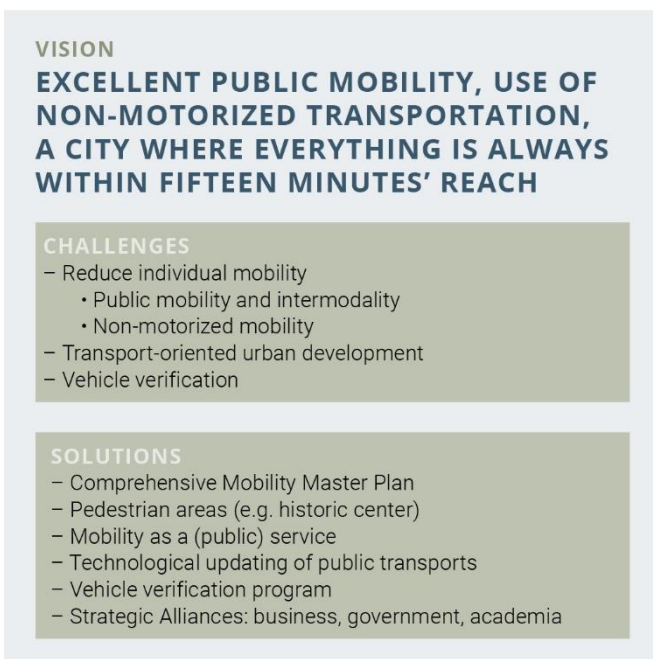 VISION
EXCELLENT PUBLIC MOBILITY, USE OF
NON-MOTORIZED TRANSPORTATION,
A CITY WHERE EVERYTHING IS ALWAYS
WITHIN FIFTEEN MINUTES’ REACH
CHALLENGES
– Reduce individual mobility
• Public mobility and intermodality
• Non-motorized mobility
– Transport-oriented urban development
– Vehicle verification
SOLUTIONS
– Comprehensive Mobility Master Plan
– Pedestrian areas (e.g. historic center)
– Mobility as a (public) service
– Technological updating of public transports
– Vehicle verification program
– Strategic Alliances: business, government, academia